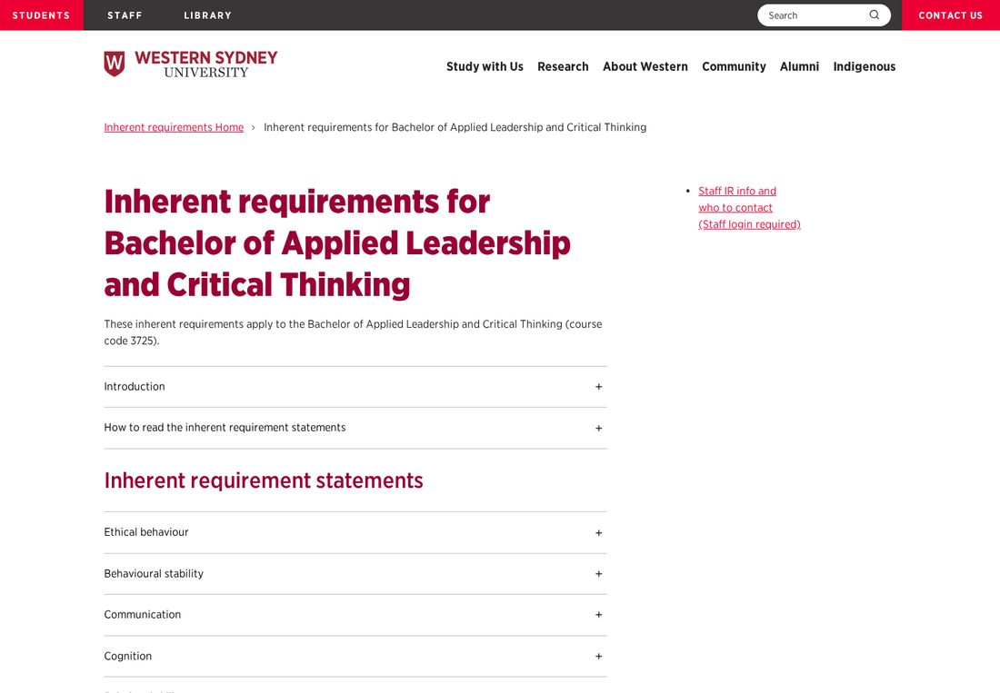 STUDENTS STAFF LIBRARY Search CONTACT US
WESTERN SYDNEY
UNIVERSITY
Study with Us Research About Western Community Alumni Indigenous
Inherent requirements Home › Inherent requirements for Bachelor of Applied Leadership and Critical Thinking
Inherent requirements for
Bachelor of Applied Leadership
and Critical Thinking
• Staff IR info and
who to contact
(Staff login required)
These inherent requirements apply to the Bachelor of Applied Leadership and Critical Thinking (course
code 3725).
Introduction +
How to read the inherent requirement statements +
Inherent requirement statements
Ethical behaviour +
Behavioural stability +
Communication +
Cognition +